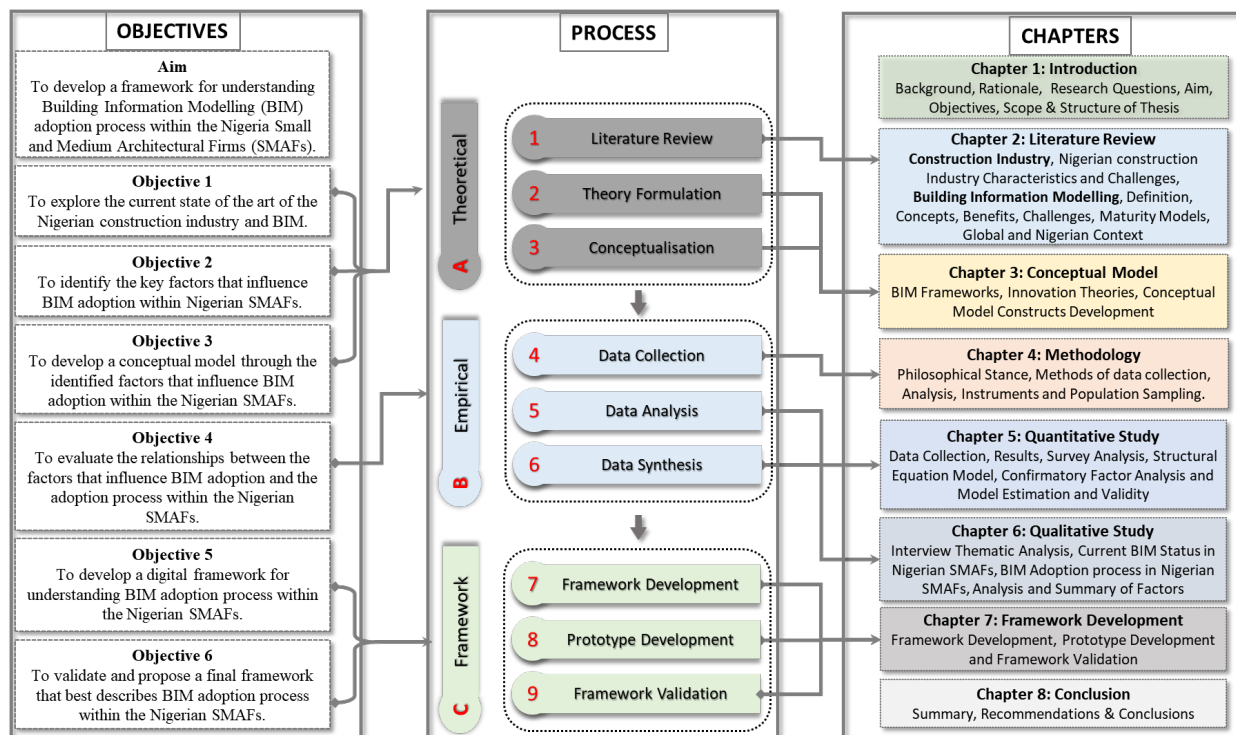 OBJECTIVES
Aim
To develop a framework for understanding
Building Information Modelling (BIM)
adoption process within the Nigeria Small
and Medium Architectural Firms (SMAFs).
Objective 1
To explore the current state of the art of the
Nigerian construction industry and BIM.
Objective 2
To identify the key factors that influence
BIM adoption within Nigerian SMAFs.
Objective 3
To develop a conceptual model through the
identified factors that influence BIM
adoption within the Nigerian SMAFs.
Objective 4
To evaluate the relationships between the
factors that influence BIM adoption and the
adoption process within the Nigerian
SMAFs.
Objective 5
To develop a digital framework for
understanding BIM adoption process within
the Nigerian SMAFs.
Objective 6
To validate and propose a final framework
that best describes BIM adoption process
within the Nigerian SMAFs.
PROCESS
A Theoretical
1 Literature Review
2 Theory Formulation
3 Conceptualisation
B Empirical
4 Data Collection
5 Data Analysis
6 Data Synthesis
C Framework
7 Framework Development
8 Prototype Development
9 Framework Validation
CHAPTERS
Chapter 1: Introduction
Background, Rationale, Research Questions, Aim,
Objectives, Scope & Structure of Thesis
Chapter 2: Literature Review
Construction Industry, Nigerian construction
Industry Characteristics and Challenges,
Building Information Modelling, Definition,
Concepts, Benefits, Challenges, Maturity Models,
Global and Nigerian Context
Chapter 3: Conceptual Model
BIM Frameworks, Innovation Theories, Conceptual
Model Constructs Development
Chapter 4: Methodology
Philosophical Stance, Methods of data collection,
Analysis, Instruments and Population Sampling.
Chapter 5: Quantitative Study
Data Collection, Results, Survey Analysis, Structural
Equation Model, Confirmatory Factor Analysis and
Model Estimation and Validity
Chapter 6: Qualitative Study
Interview Thematic Analysis, Current BIM Status in
Nigerian SMAFs, BIM Adoption process in Nigerian
SMAFs, Analysis and Summary of Factors
Chapter 7: Framework Development
Framework Development, Prototype Development
and Framework Validation
Chapter 8: Conclusion
Summary, Recommendations & Conclusions